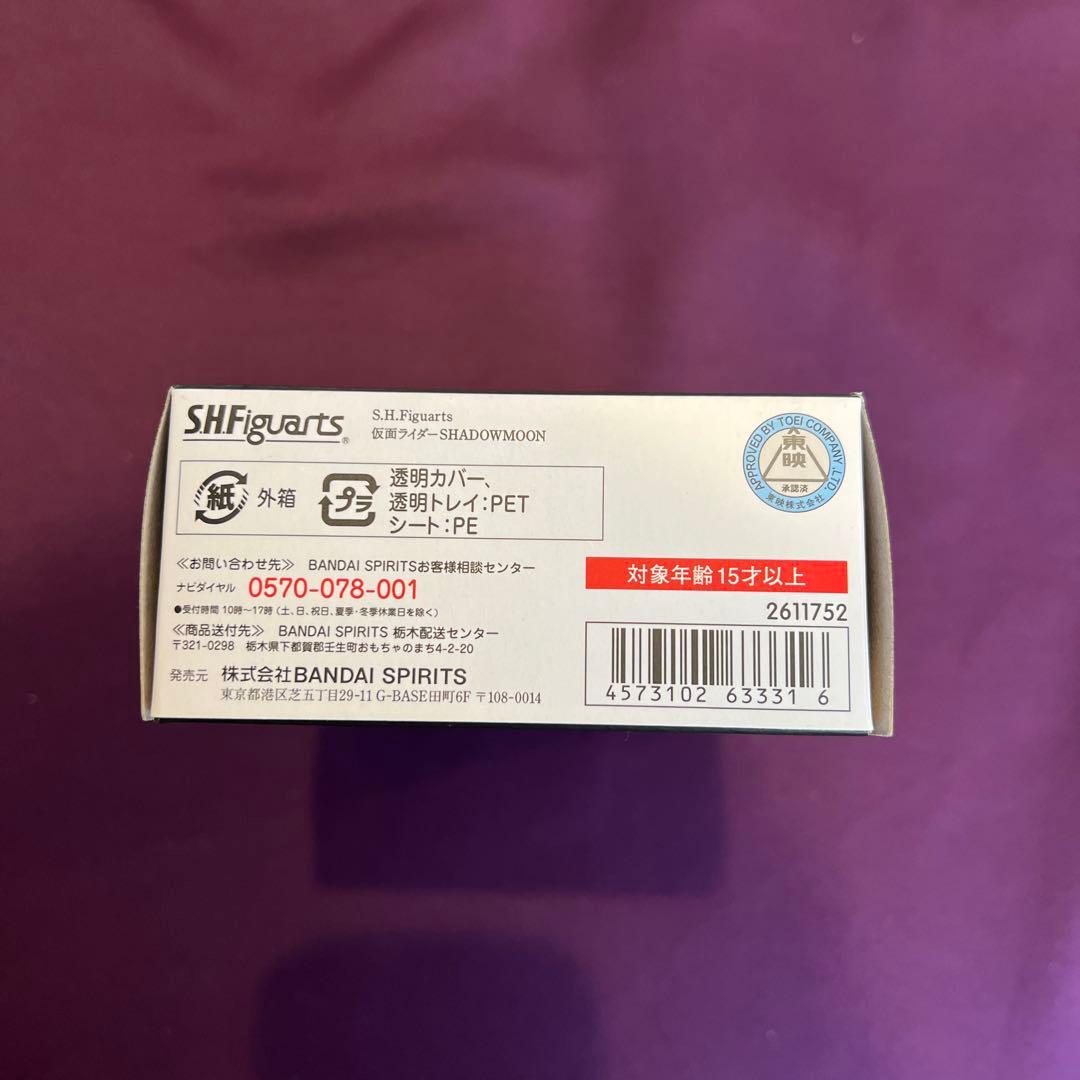 S.H.Figuarts®
S.H.Figuarts
仮面ライダーSHADOWMOON
APPROVED BY TOEI COMPANY, LTD.
東映
承認済
東映株式会社
紙 外箱
プラ
透明カバー、
透明トレイ:PET
シート:PE
≪お問い合わせ先≫ BANDAI SPIRITSお客様相談センター
ナビダイヤル 0570-078-001
●受付時間 10時~17時(土、日、祝日、夏季・冬季休業日を除く)
≪商品送付先≫ BANDAI SPIRITS 栃木配送センター
〒321-0298 栃木県下都賀郡壬生町おもちゃのまち4-2-20
発売元 株式会社BANDAI SPIRITS
東京都港区芝五丁目29-11 G-BASE田町6F 〒108-0014
対象年齢15才以上
2611752
4573102 63331 6